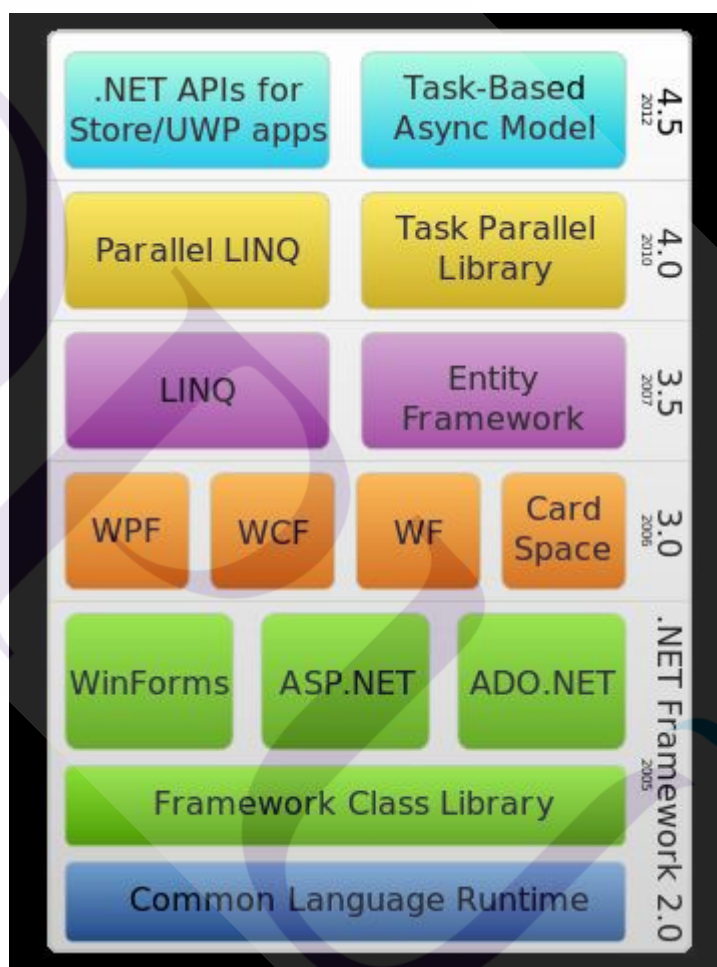 .NET APIs for
Store/UWP apps
Task-Based
Async Model
4.5
2012
Parallel LINQ
Task Parallel
Library
4.0
2010
LINQ
Entity
Framework
3.5
2007
WPF
WCF
WF
Card
Space
3.0
2006
WinForms
ASP.NET
ADO.NET
Framework Class Library
Common Language Runtime
.NET Framework 2.0
2005